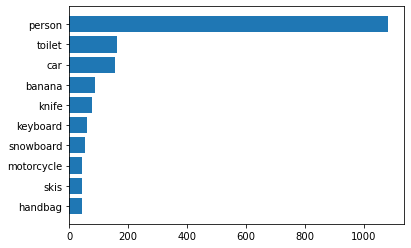 person
toilet
car
banana
knife
keyboard
snowboard
motorcycle
skis
handbag
0 200 400 600 800 1000